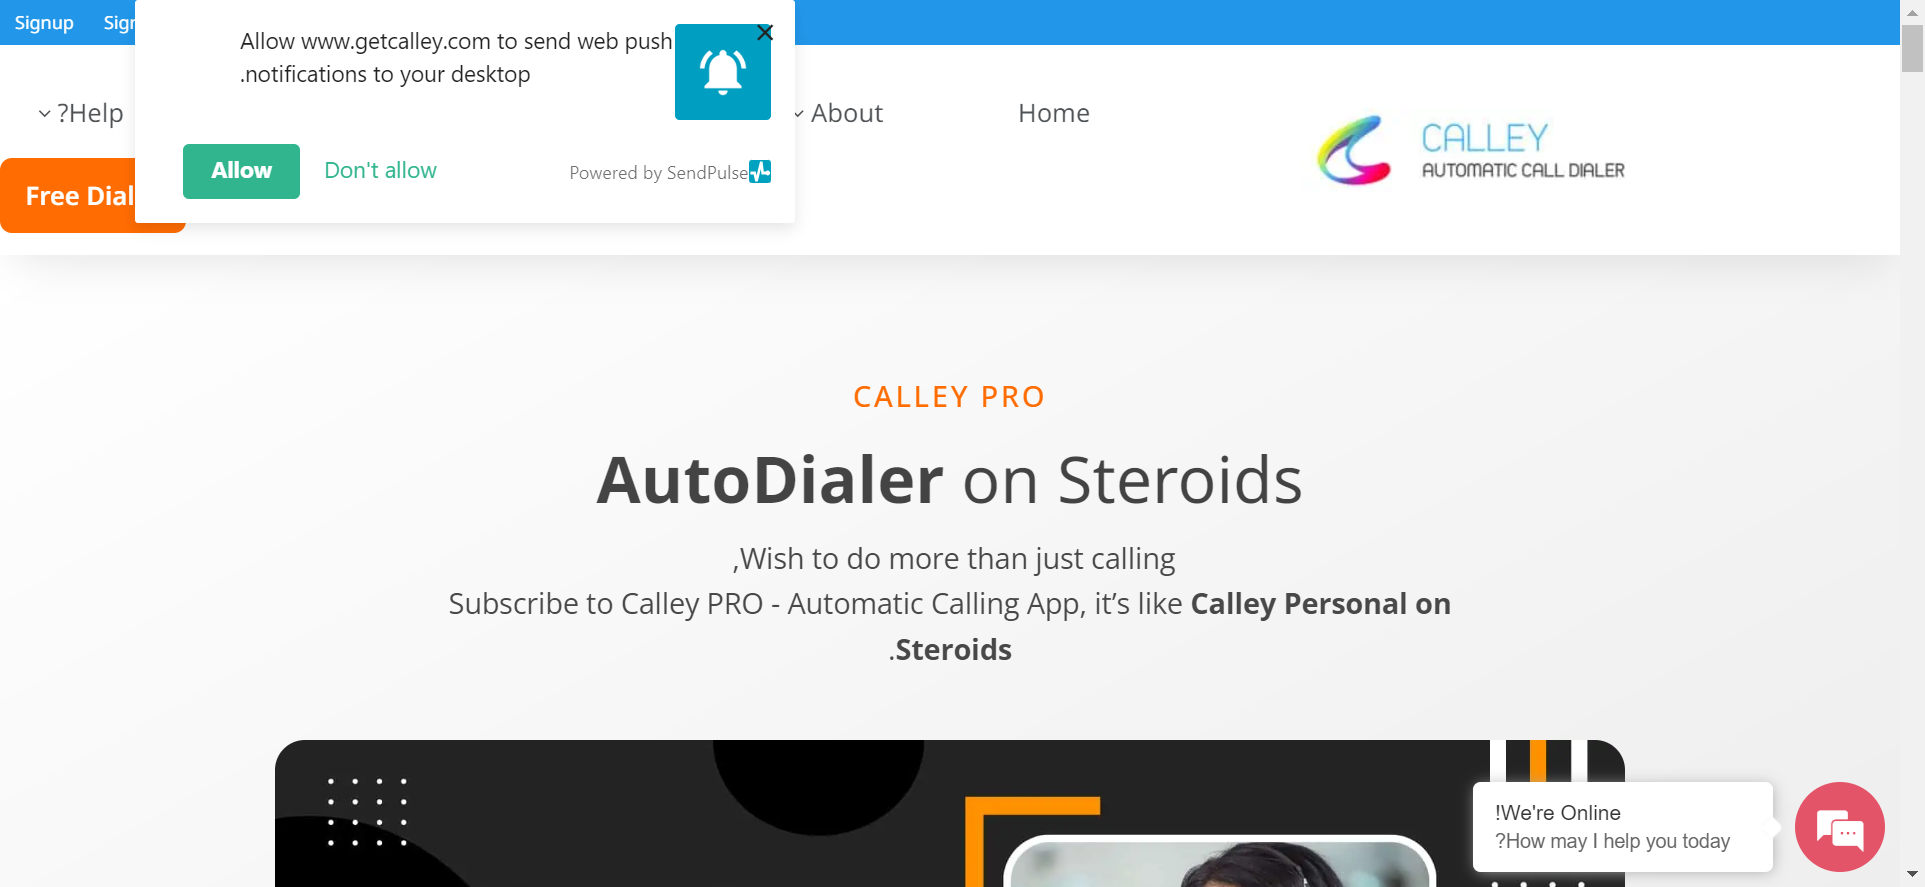 Signup
Sign
Allow www.getcalley.com to send web push
.notifications to your desktop
Allow
Don't allow
Powered by SendPulse
?Help
About
Home
CALLEY
AUTOMATIC CALL DIALER
Free Dial
CALLEY PRO
AutoDialer on Steroids
,Wish to do more than just calling
Subscribe to Calley PRO - Automatic Calling App, it’s like Calley Personal on
.Steroids
!We're Online
?How may I help you today